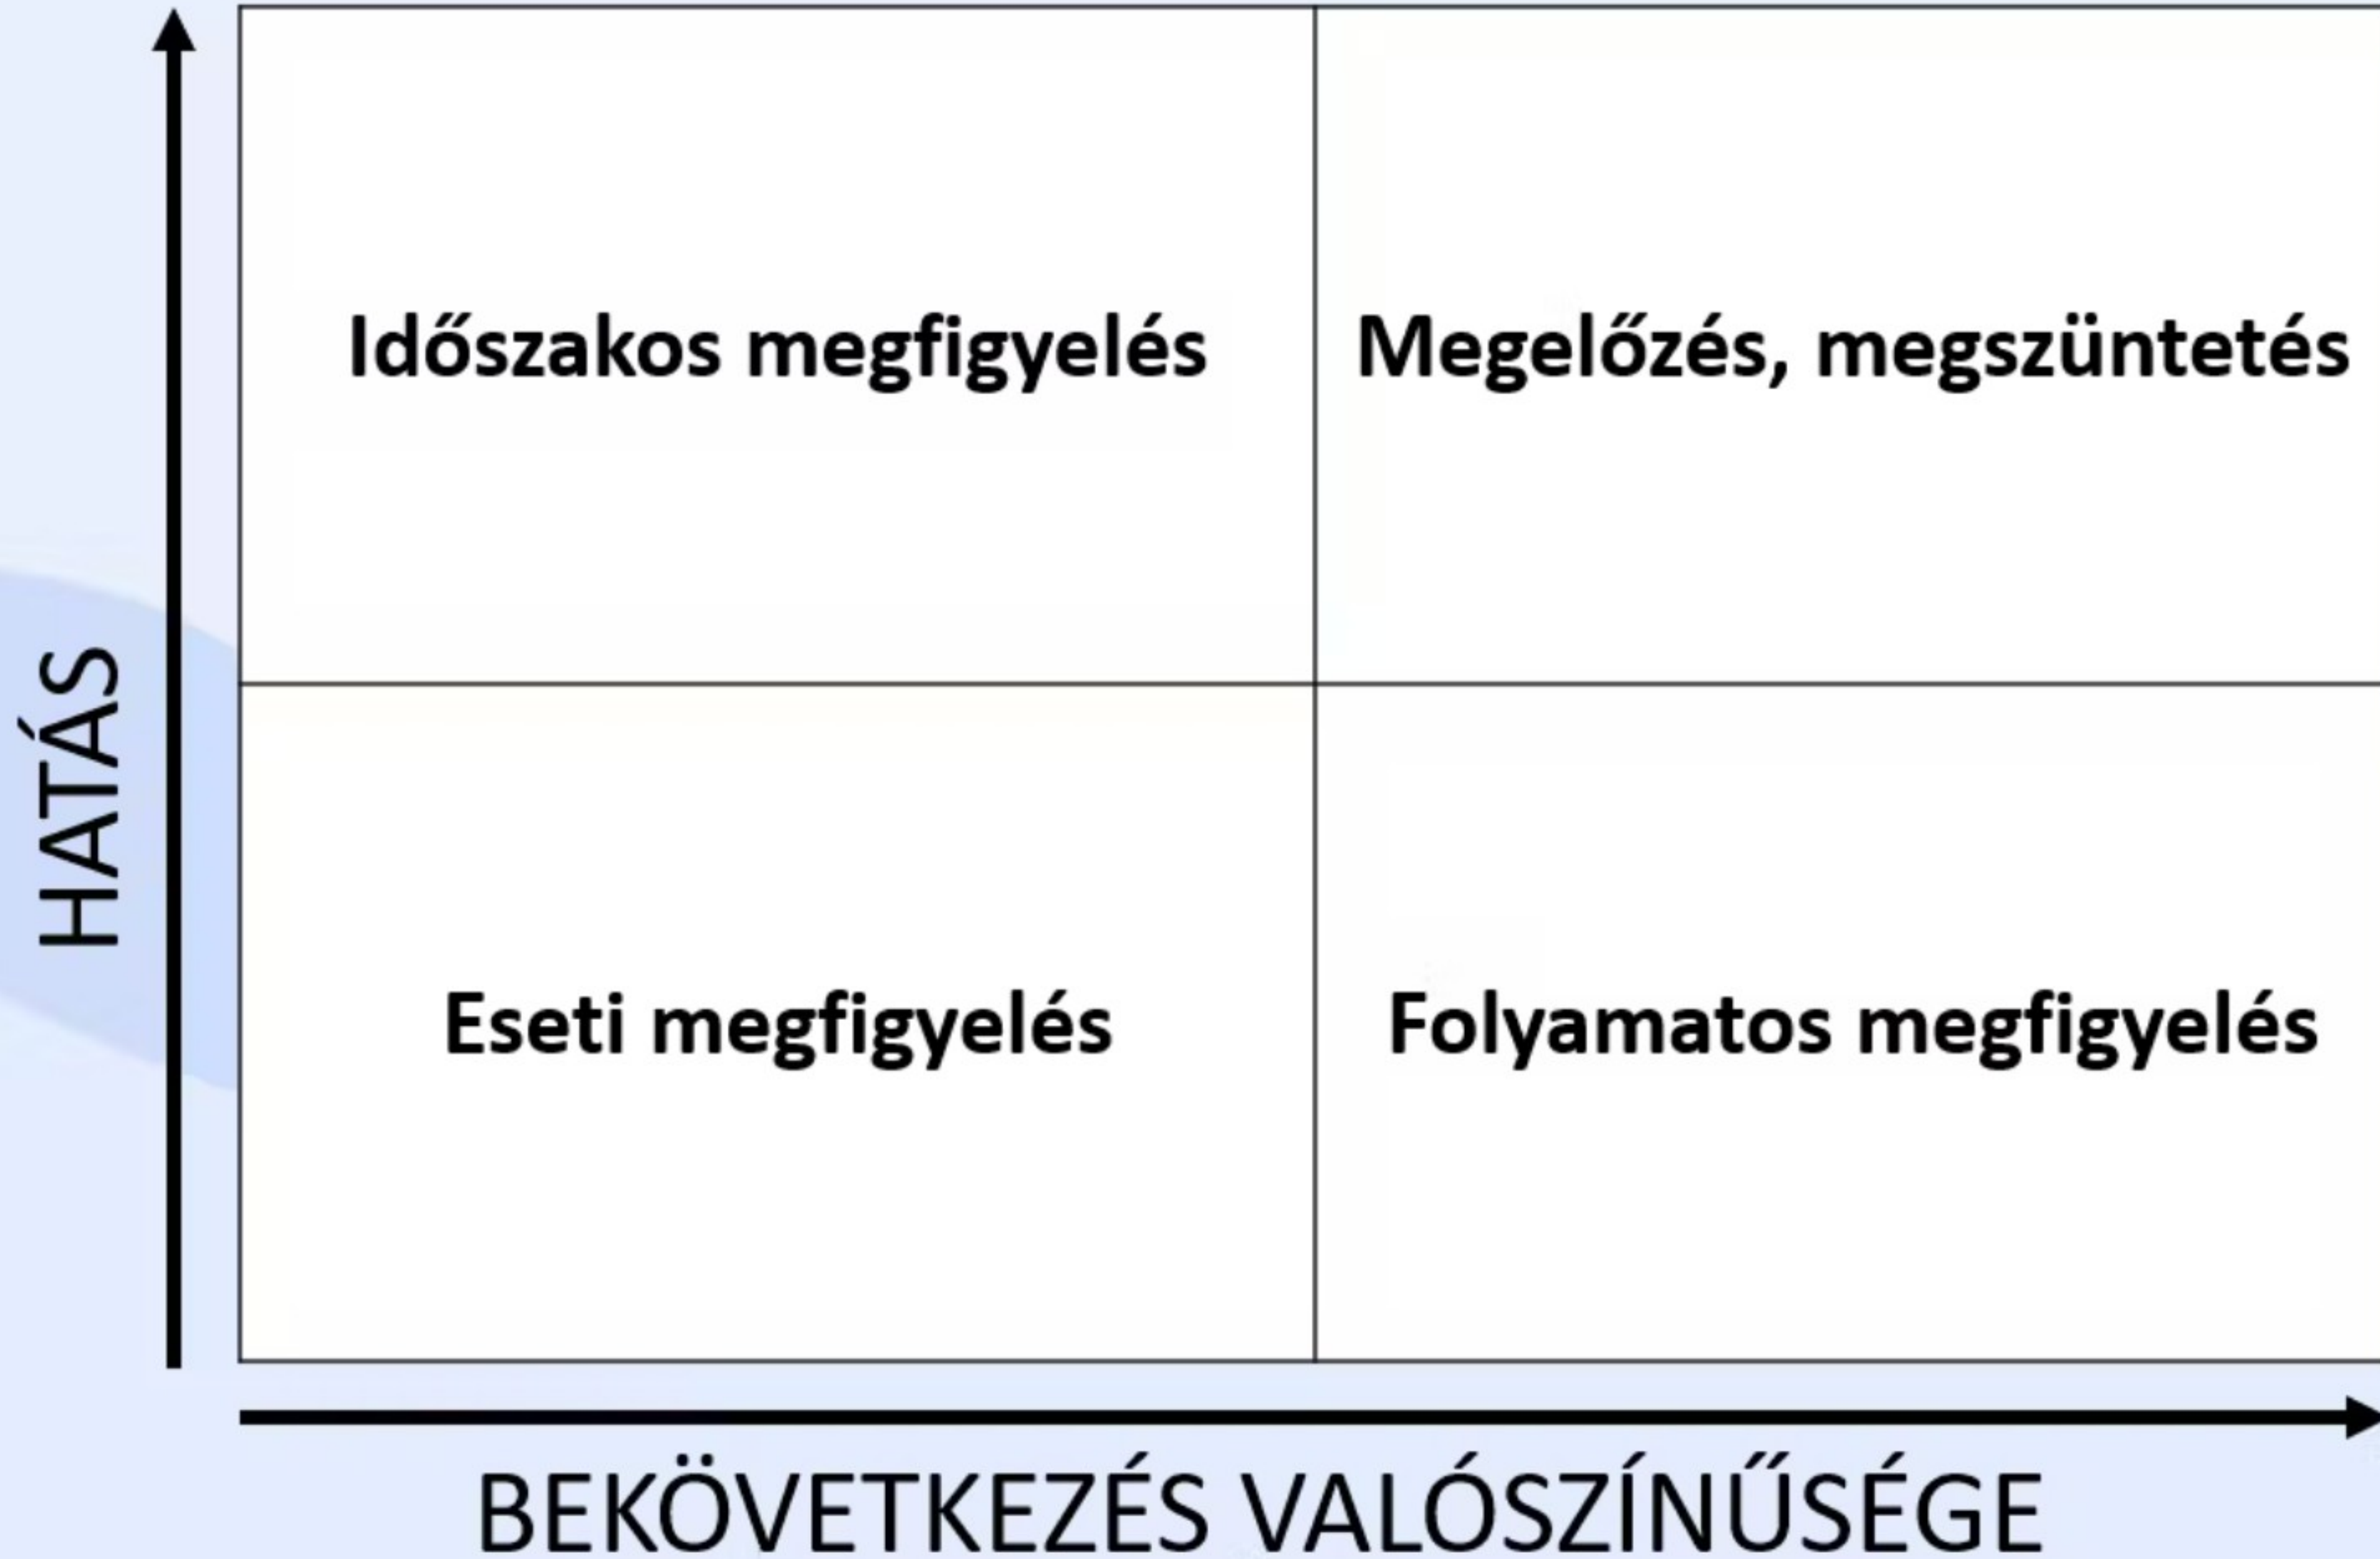 Időszakos megfigyelés
Megelőzés, megszüntetés
HATÁS
Eseti megfigyelés
Folyamatos megfigyelés
BEKÖVETKEZÉS VALÓSZÍNŰSÉGE